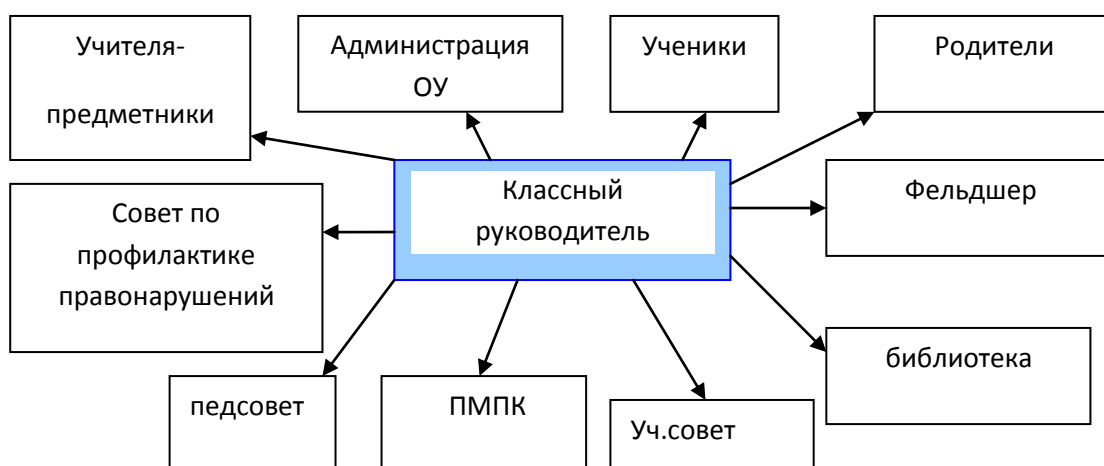 Учителя-
предметники
Администрация
ОУ
Ученики
Родители
Классный
руководитель
Фельдшер
Совет по
профилактике
правонарушений
библиотека
педсовет
ПМПК
Уч.совет